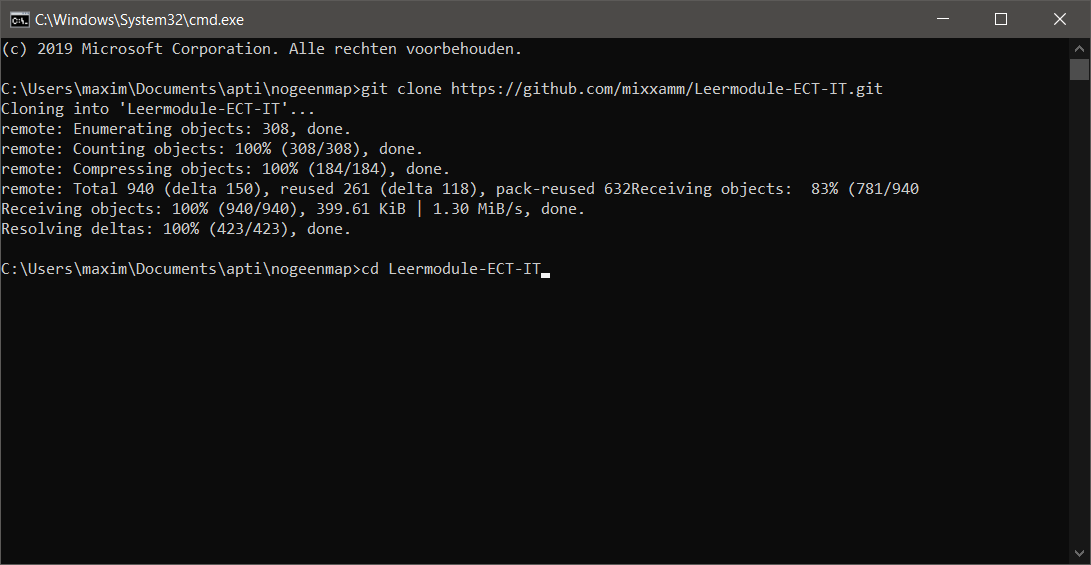 C:\Windows\System32\cmd.exe
(c) 2019 Microsoft Corporation. Alle rechten voorbehouden.
C:\Users\maxim\Documents\apti\nogeenmap>git clone https://github.com/mixxamm/Leermodule-ECT-IT.git
Cloning into 'Leermodule-ECT-IT'...
remote: Enumerating objects: 308, done.
remote: Counting objects: 100% (308/308), done.
remote: Compressing objects: 100% (184/184), done.
remote: Total 940 (delta 150), reused 261 (delta 118), pack-reused 632Receiving objects:  83% (781/940
Receiving objects: 100% (940/940), 399.61 KiB | 1.30 MiB/s, done.
Resolving deltas: 100% (423/423), done.
C:\Users\maxim\Documents\apti\nogeenmap>cd Leermodule-ECT-IT